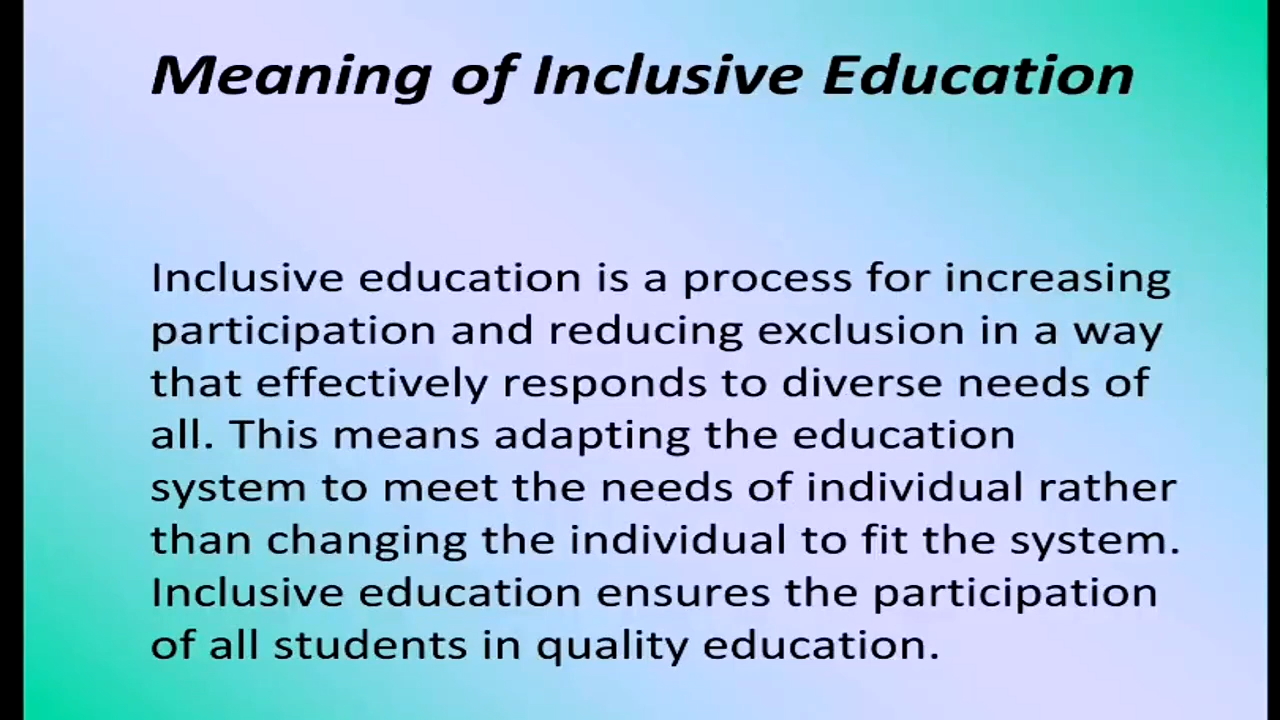 Meaning of Inclusive Education
Inclusive education is a process for increasing
participation and reducing exclusion in a way
that effectively responds to diverse needs of
all. This means adapting the education
system to meet the needs of individual rather
than changing the individual to fit the system.
Inclusive education ensures the participation
of all students in quality education.